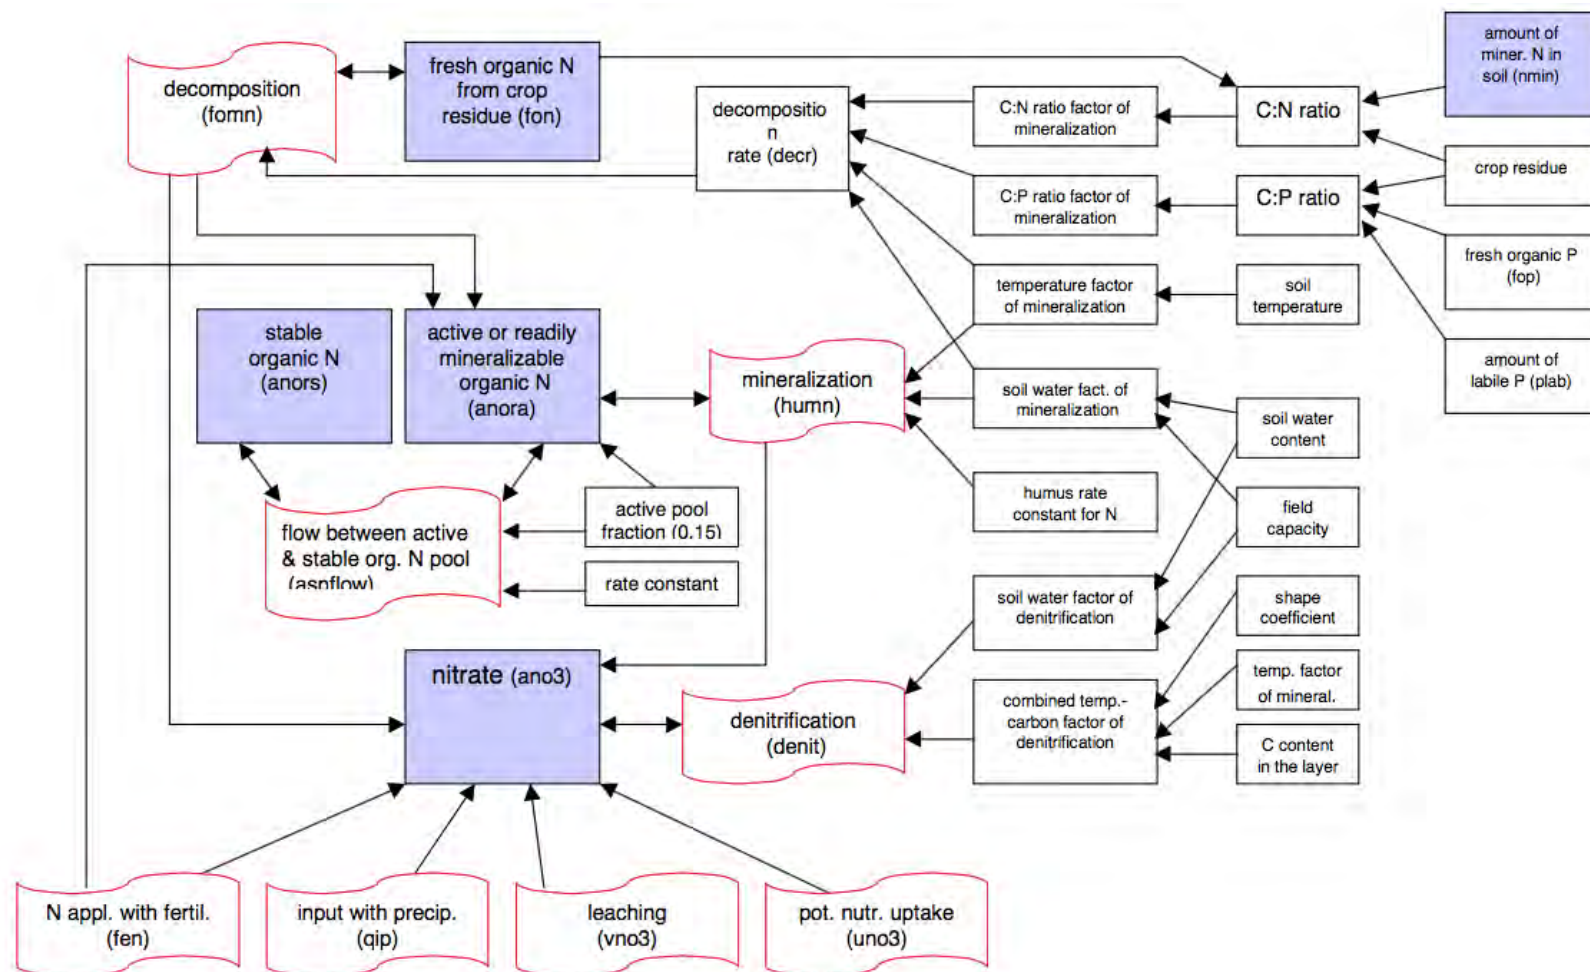 decomposition
(fomn)
fresh organic N
from crop
residue (fon)
decompositio
n
rate (decr)
C:N ratio factor of
mineralization
C:N ratio
amount of
miner. N in
soil (nmin)
crop residue
C:P ratio factor of
mineralization
C:P ratio
fresh organic P
(fop)
temperature factor
of mineralization
soil
temperature
amount of
labile P (plab)
stable
organic N
(anors)
active or readily
mineralizable
organic N
(anora)
mineralization
(humn)
soil water fact. of
mineralization
soil water
content
humus rate
constant for N
field
capacity
flow between active
& stable org. N pool
(aspflow)
active pool
fraction (0.15)
rate constant
soil water factor of
denitrification
shape
coefficient
nitrate (ano3)
denitrification
(denit)
combined temp.-
carbon factor of
denitrification
temp. factor
of mineral.
C content
in the layer
N appl. with fertil.
(fen)
input with precip.
(qip)
leaching
(vno3)
pot. nutr. uptake
(uno3)